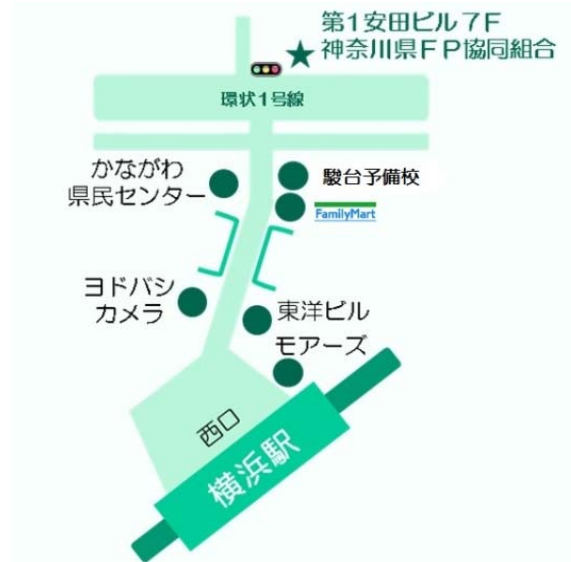 第1安田ビル7F
神奈川県FP協同組合
環状1号線
かながわ
県民センター
駿台予備校
FamilyMart
ヨドバシ
カメラ
東洋ビル
モアーズ
西口
横浜駅